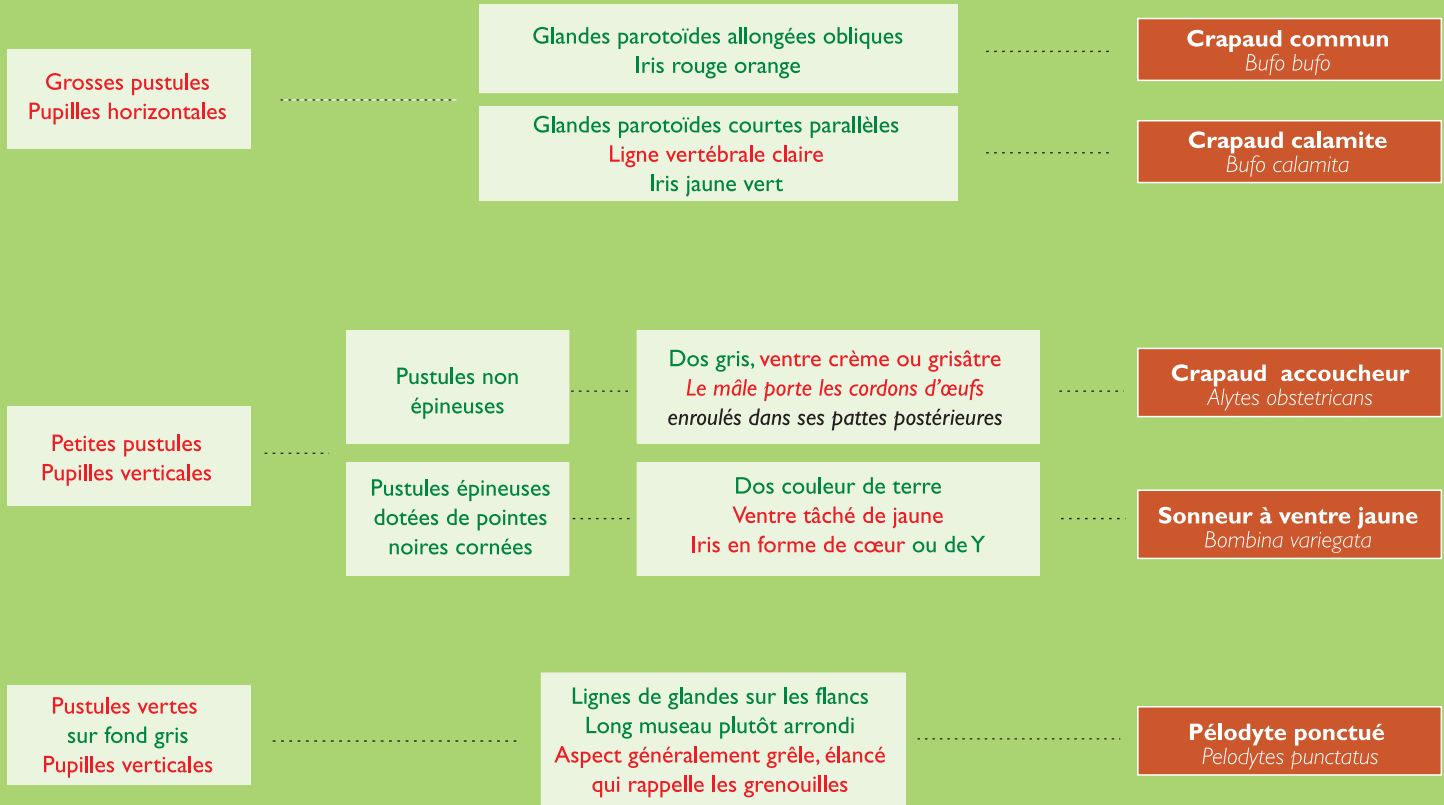 Grosses pustules
Pupilles horizontales
Glandes parotoïdes allongées obliques
Iris rouge orange
Crapaud commun
Bufo bufo
Glandes parotoïdes courtes parallèles
Ligne vertébrale claire
Iris jaune vert
Crapaud calamite
Bufo calamita
Petites pustules
Pupilles verticales
Pustules non
épineuses
Dos gris, ventre crème ou grisâtre
Le mâle porte les cordons d'œufs
enroulés dans ses pattes postérieures
Crapaud accoucheur
Alytes obstetricans
Pustules épineuses
dotées de pointes
noires cornées
Dos couleur de terre
Ventre tâché de jaune
Iris en forme de cœur ou de Y
Sonneur à ventre jaune
Bombina variegata
Pustules vertes
sur fond gris
Pupilles verticales
Lignes de glandes sur les flancs
Long museau plutôt arrondi
Aspect généralement grêle, élancé
qui rappelle les grenouilles
Pélodyte ponctué
Pelodytes punctatus